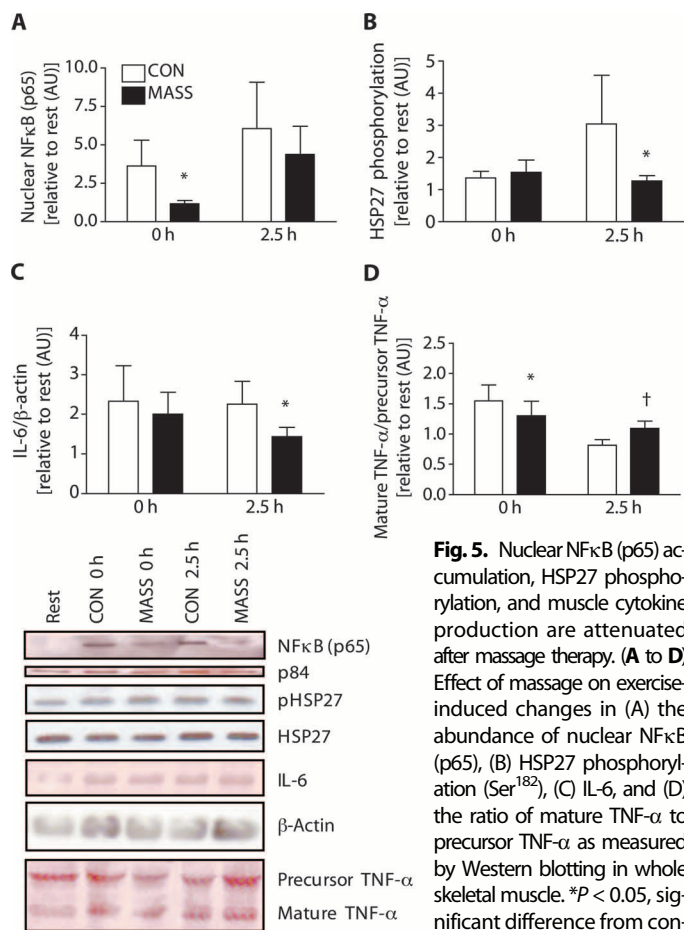 A
Nuclear NFκB (p65)
[relative to rest (AU)]
10.0
7.5
5.0
2.5
0.0
CON
MASS
*
0 h
2.5 h
B
HSP27 phosphorylation
[relative to rest (AU)]
5
4
3
2
1
0
*
0 h
2.5 h
C
IL-6/β-actin
[relative to rest (AU)]
4
3
2
1
0
*
0 h
2.5 h
D
Mature TNF-α/precursor TNF-α
[relative to rest (AU)]
2.5
2.0
1.5
1.0
0.5
0.0
*
†
0 h
2.5 h
Rest
CON 0 h
MASS 0 h
CON 2.5 h
MASS 2.5 h
NFκB (p65)
p84
pHSP27
HSP27
IL-6
β-Actin
Precursor TNF-α
Mature TNF-α
Fig. 5. Nuclear NFκB (p65) ac-
cumulation, HSP27 phospho-
rylation, and muscle cytokine
production are attenuated
after massage therapy. (A to D)
Effect of massage on exercise-
induced changes in (A) the
abundance of nuclear NFκB
(p65), (B) HSP27 phosphoryl-
ation (Ser182), (C) IL-6, and (D)
the ratio of mature TNF-α to
precursor TNF-α as measured
by Western blotting in whole
skeletal muscle. *P < 0.05, sig-
nificant difference from con-